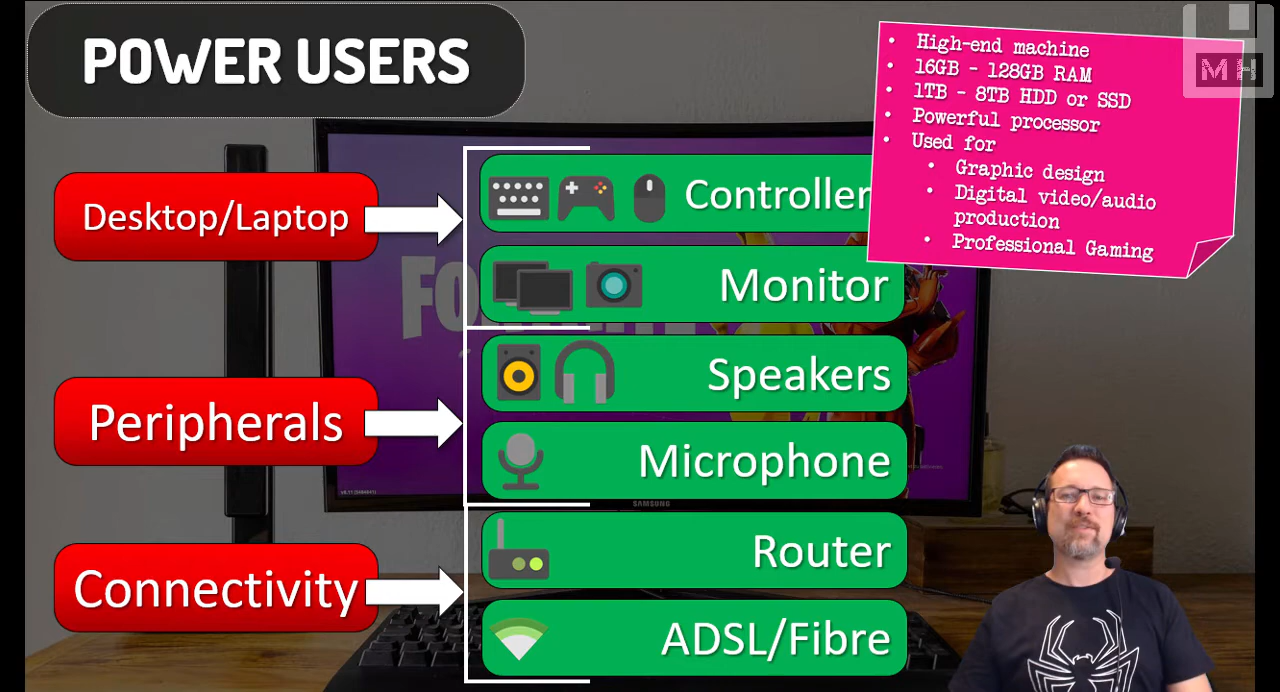 POWER USERS
MH
• High-end machine
• 16GB - 128GB RAM
• 1TB - 8TB HDD or SSD
• Powerful processor
• Used for
• Graphic design
• Digital video/audio
production
• Professional Gaming
Desktop/Laptop
Controller
Monitor
Peripherals
Speakers
Microphone
SAMSUNG
Connectivity
Router
ADSL/Fibre